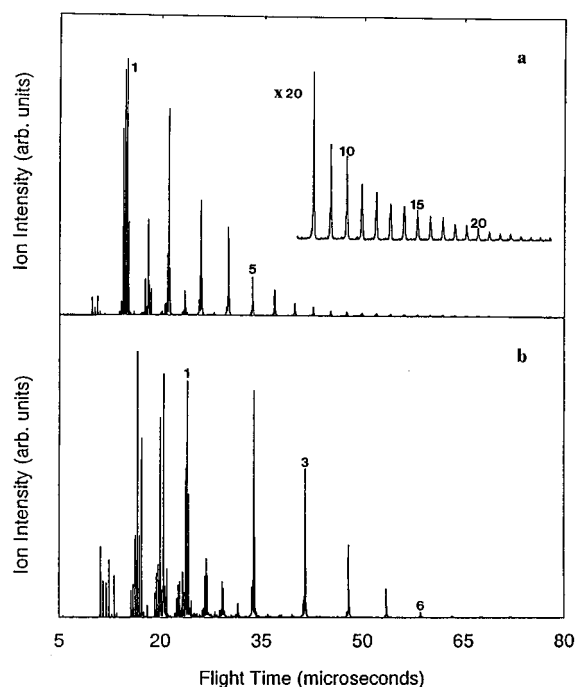 Ion Intensity (arb. units)
a
1
X 20
10
15
20
5
Ion Intensity (arb. units)
b
1
3
6
5 20 35 50 65 80
Flight Time (microseconds)